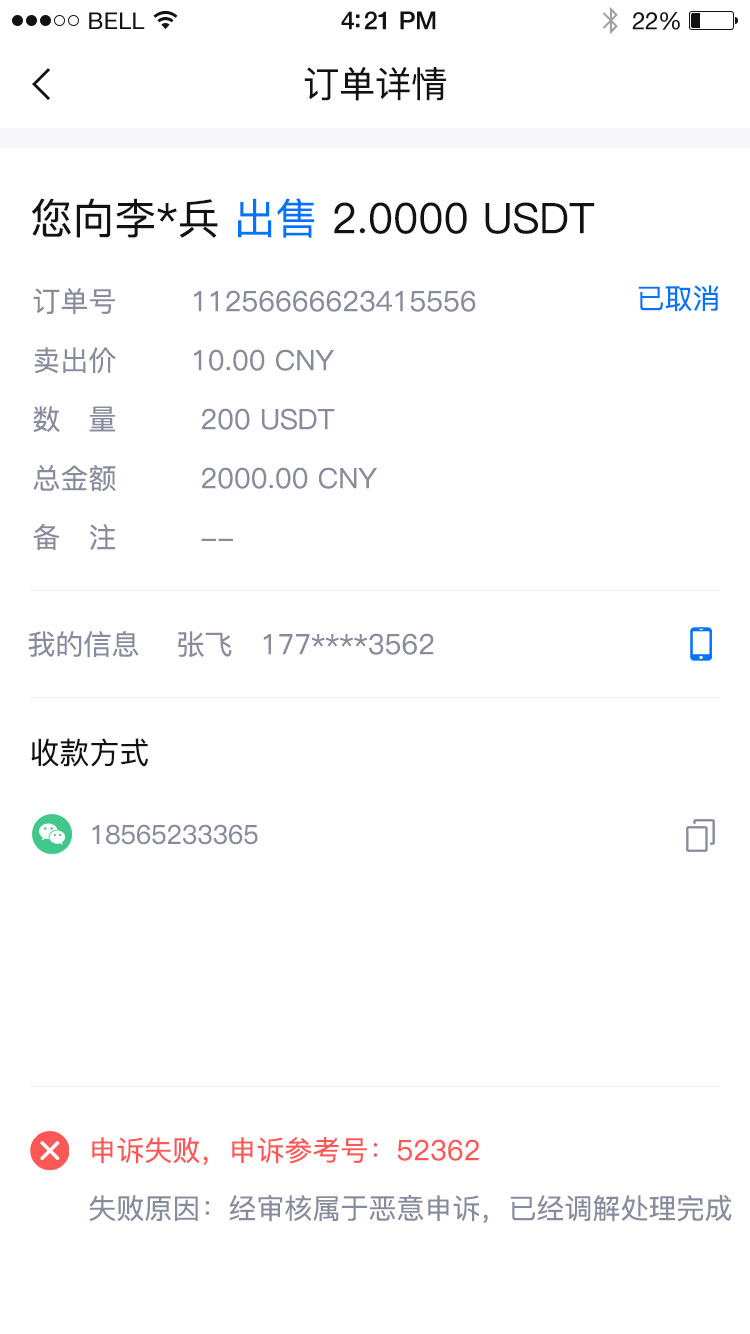 BELL 4:21 PM 22%
订单详情
您向李*兵 出售 2.0000 USDT
订单号 11256666623415556 已取消
卖出价 10.00 CNY
数 量 200 USDT
总金额 2000.00 CNY
备 注 --
我的信息 张飞 177****3562
收款方式
18565233365
申诉失败，申诉参考号：52362
失败原因：经审核属于恶意申诉，已经调解处理完成